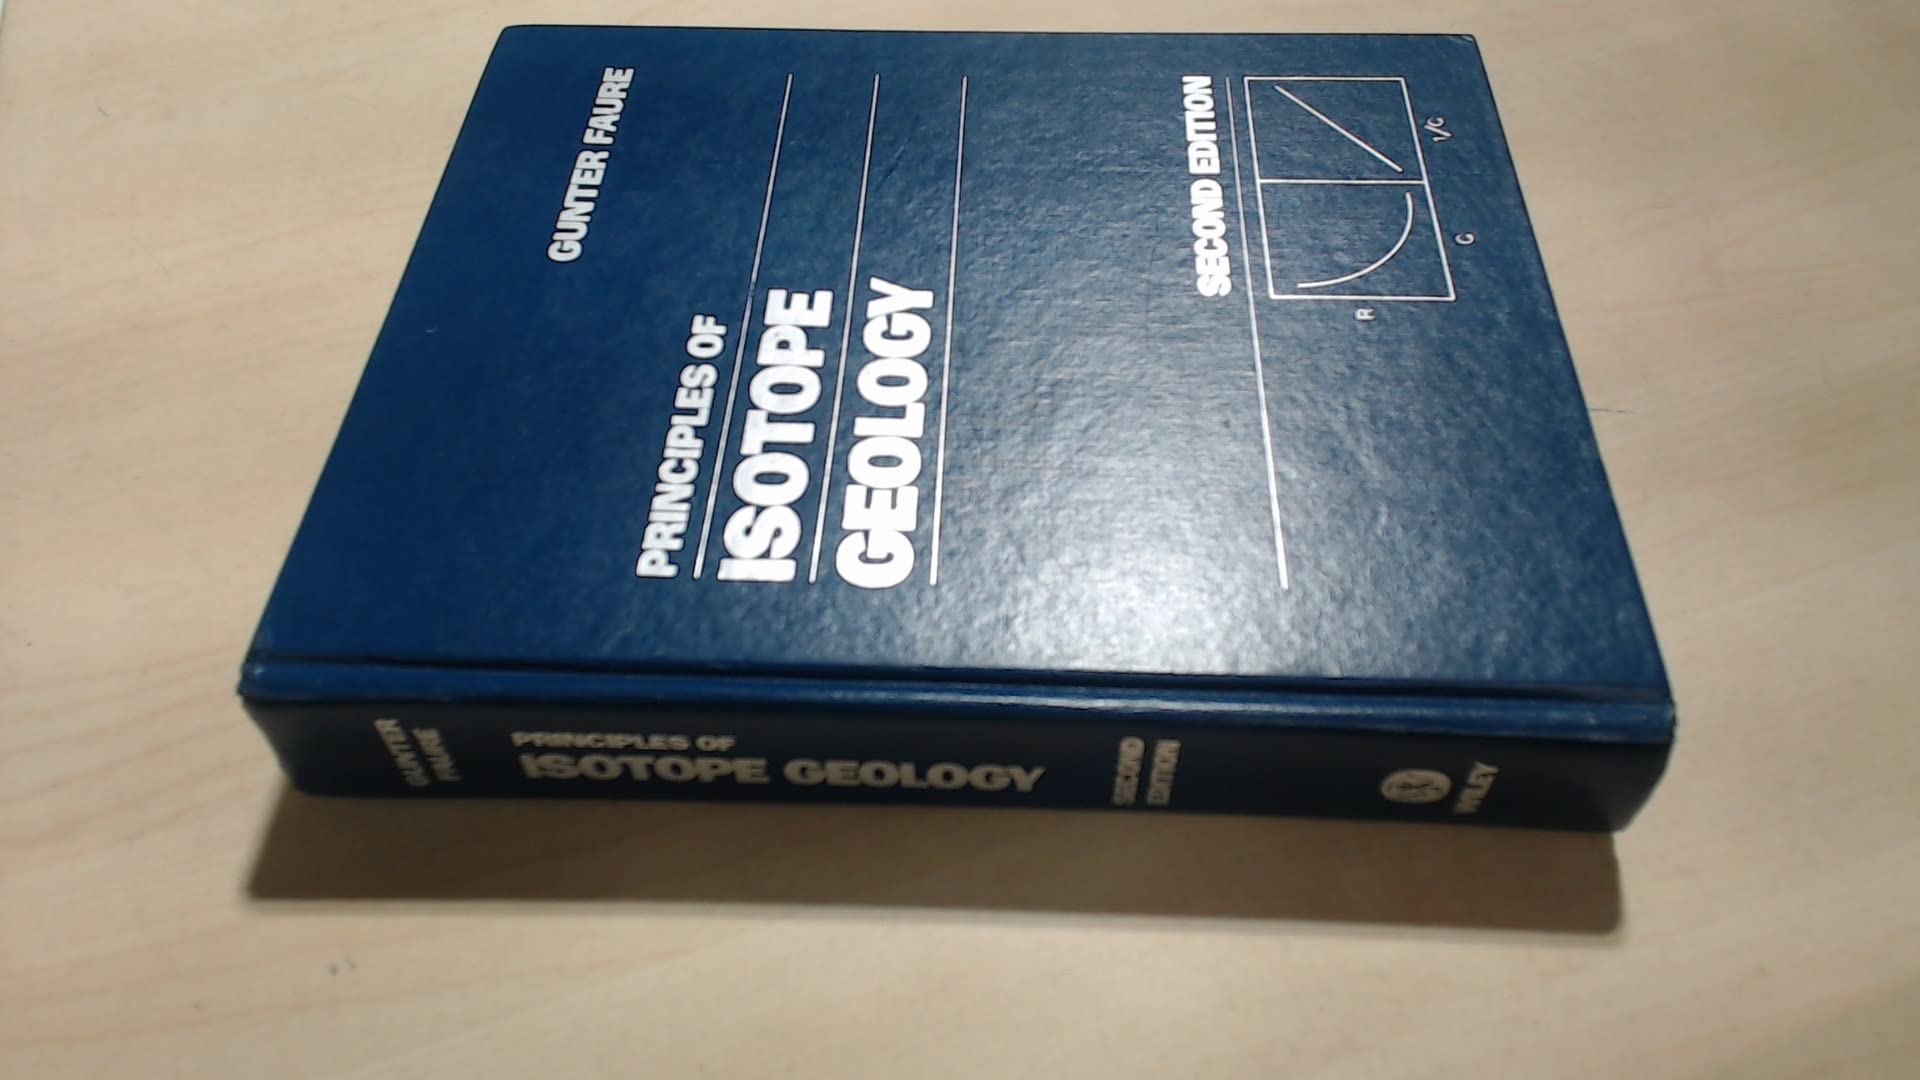 GUNTER FAURE
PRINCIPLES OF
ISOTOPE
GEOLOGY
SECOND EDITION
R
C
1/C
GUNTER
FAURE
PRINCIPLES OF
ISOTOPE GEOLOGY
SECOND
EDITION
W
WILEY